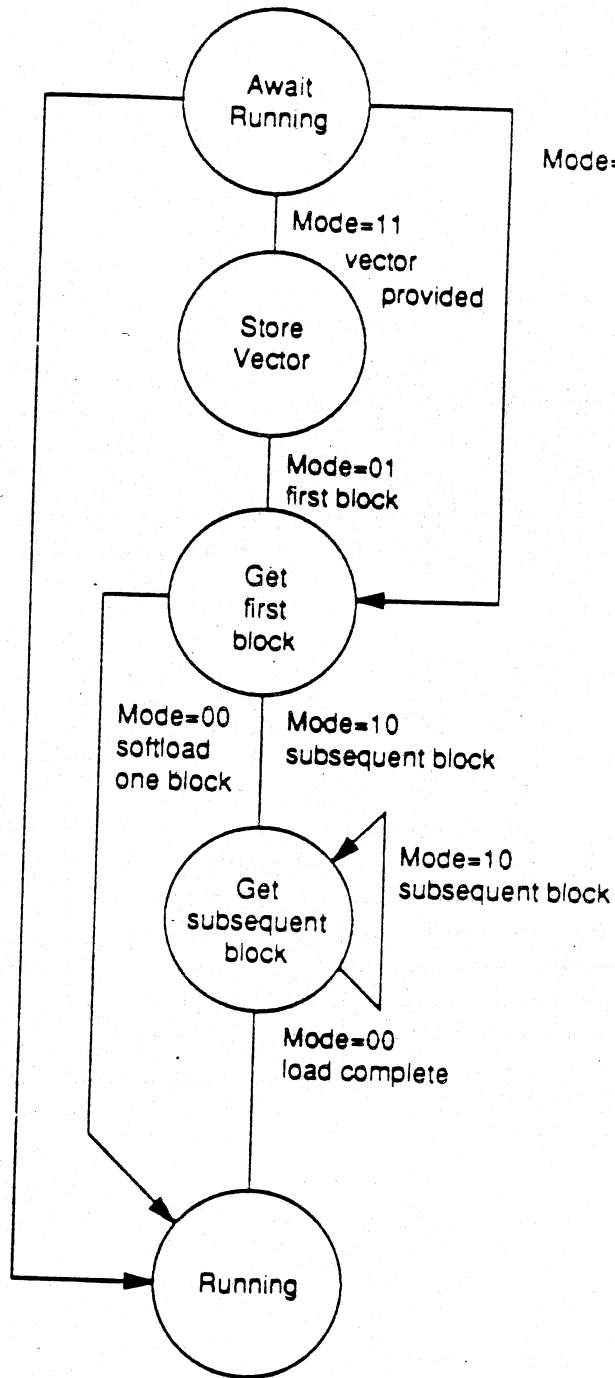 Await
Running
Mode=
Mode=11
vector
provided
Store
Vector
Mode=01
first block
Get
first
block
Mode=00
softload
one block
Mode=10
subsequent block
Get
subsequent
block
Mode=10
subsequent block
Mode=00
load complete
Running